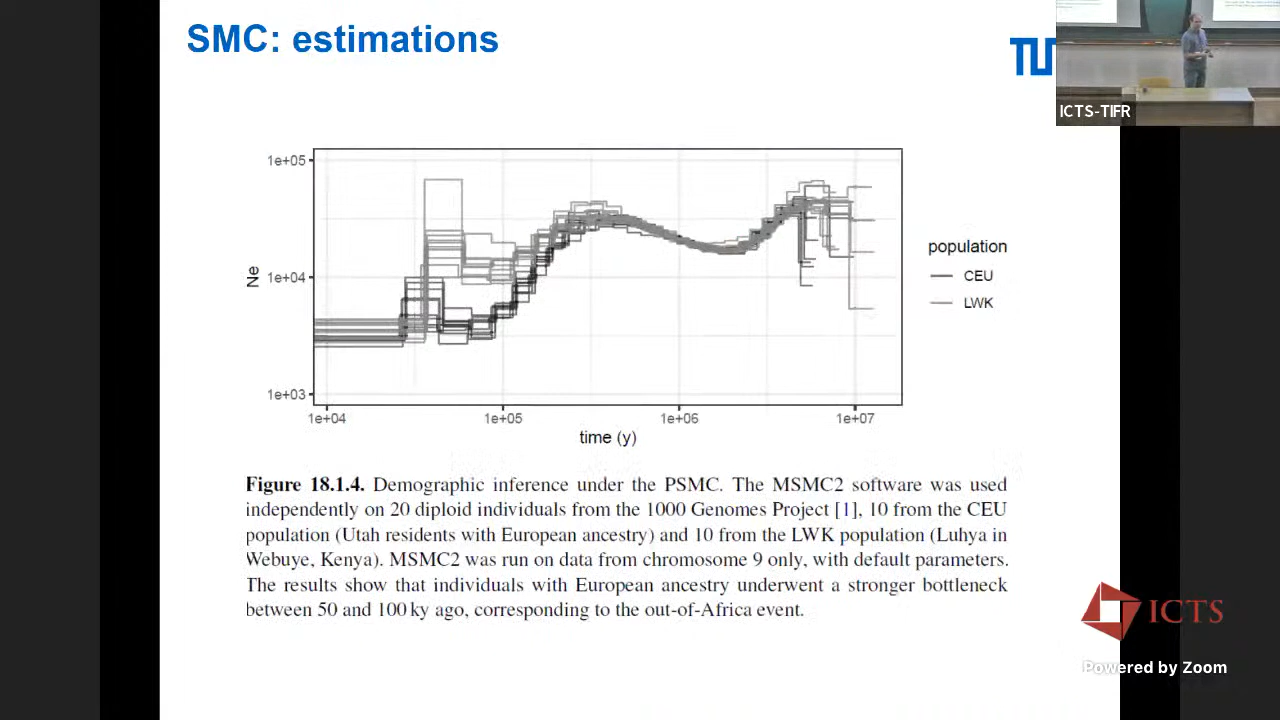 SMC: estimations
ICTS-TIFR
1e+05
1e+04
1e+03
Ne
1e+04
1e+05
1e+06
1e+07
time (y)
population
CEU
LWK
Figure 18.1.4. Demographic inference under the PSMC. The MSMC2 software was used
independently on 20 diploid individuals from the 1000 Genomes Project [1], 10 from the CEU
population (Utah residents with European ancestry) and 10 from the LWK population (Luhya in
Webuye, Kenya). MSMC2 was run on data from chromosome 9 only, with default parameters.
The results show that individuals with European ancestry underwent a stronger bottleneck
between 50 and 100 ky ago, corresponding to the out-of-Africa event.
ICTS
Powered by Zoom